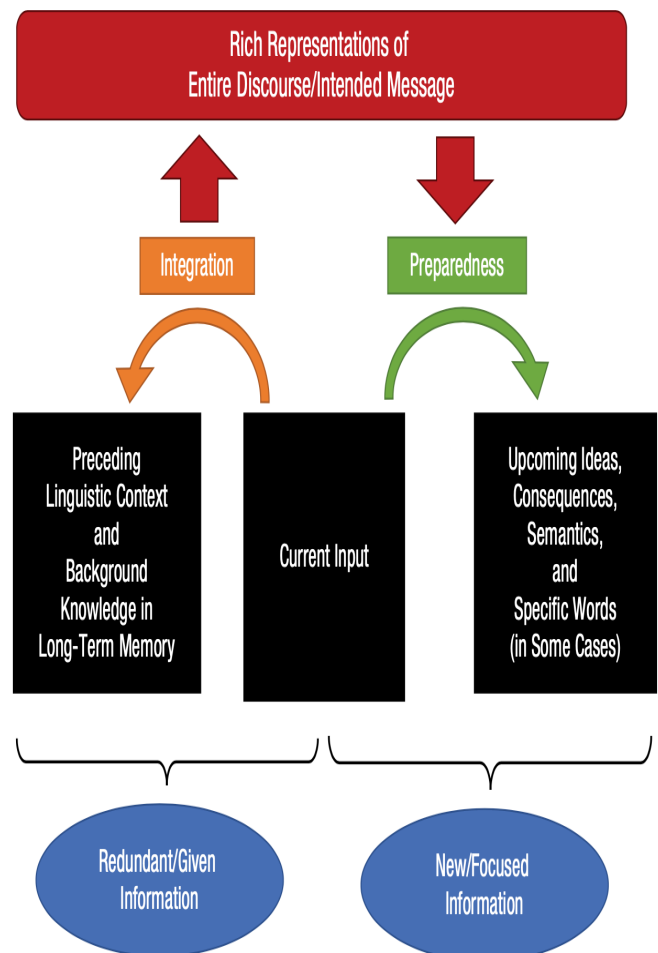 Rich Representations of
Entire Discourse/Intended Message
Integration
Preparedness
Preceding
Linguistic Context
and
Background
Knowledge in
Long-Term Memory
Current Input
Upcoming Ideas,
Consequences,
Semantics,
and
Specific Words
(in Some Cases)
Redundant/Given
Information
New/Focused
Information